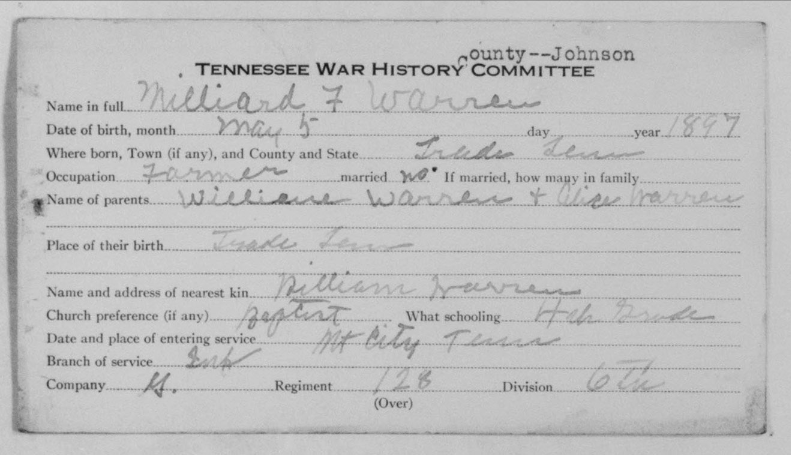 County--Johnson
TENNESSEE WAR HISTORY COMMITTEE
Name in full Milliard F Warren
Date of birth, month May 5 day year 1897
Where born, Town (if any), and County and State Trade Tenn
Occupation Farmer married no. If married, how many in family
Name of parents Williene Warren + Alice Warren
Place of their birth Trade Tenn
Name and address of nearest kin William Warren
Church preference (if any) Baptist What schooling 4th Grade
Date and place of entering service Mt City Tenn
Branch of service Inf
Company G. Regiment 128 Division 6th
(Over)